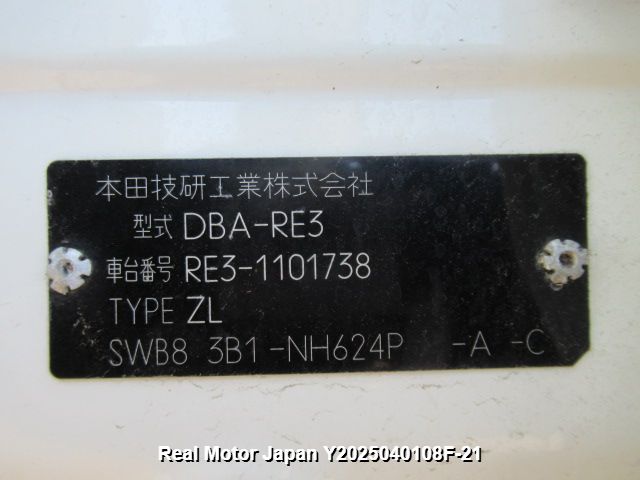 本田技研工業株式会社
型式 DBA-RE3
車台番号 RE3-1101738
TYPE ZL
SWB8 3B1-NH624P -A -C
Real Motor Japan Y2025040108F-21